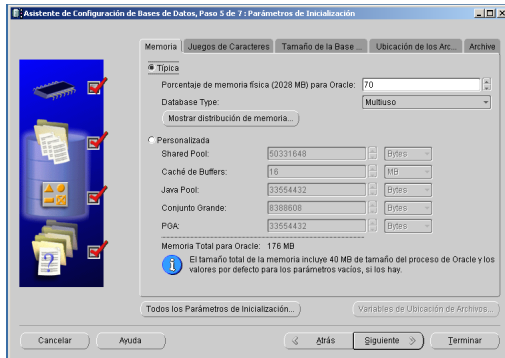 Asistente de Configuración de Bases de Datos, Paso 5 de 7 : Parámetros de Inicialización
Memoria Juegos de Caracteres Tamaño de la Base ... Ubicación de los Arc... Archive
Típica
Porcentaje de memoria física (2028 MB) para Oracle: 70
Database Type: Multiuso
Mostrar distribución de memoria...
Personalizada
Shared Pool: 50331648 Bytes
Caché de Buffers: 16 MB
Java Pool: 33554432 Bytes
Conjunto Grande: 8388608 Bytes
PGA: 33554432 Bytes
Memoria Total para Oracle: 176 MB
El tamaño total de la memoria incluye 40 MB de tamaño del proceso de Oracle y los
valores por defecto para los parámetros vacíos, si los hay.
Todos los Parámetros de Inicialización... Variables de Ubicación de Archivos...
Cancelar Ayuda Atrás Siguiente Terminar